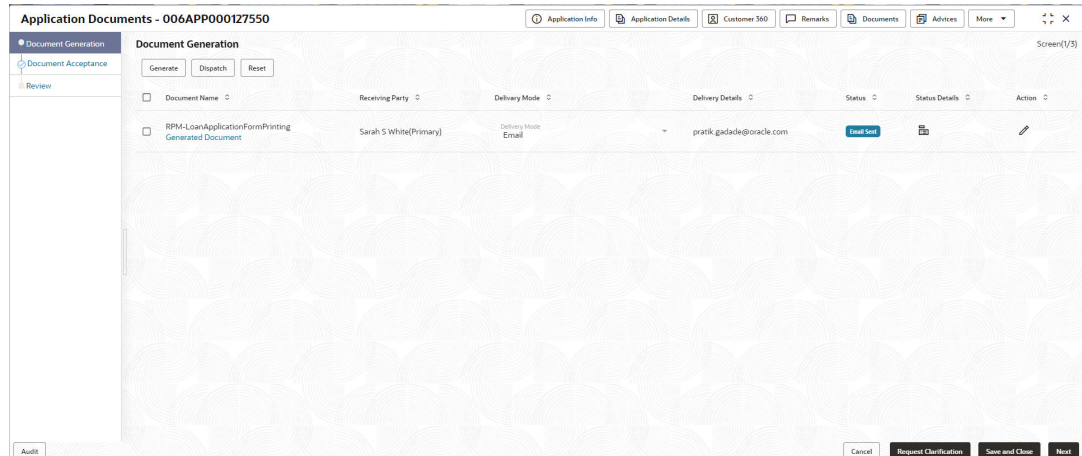 Application Documents - 006APP000127550
Application Info
Application Details
Customer 360
Remarks
Documents
Advices
More
Document Generation
Document Acceptance
Review
Document Generation
Screen(1/3)
Generate Dispatch Reset
Document Name Receiving Party Delivary Mode Delivery Details Status Status Details Action
RPM-LoanApplicationFormPrinting
Generated Document
Sarah S White(Primary)
Delivery Mode
Email
pratik.gadade@oracle.com
Email Sent
Audit
Cancel Request Clarification Save and Close Next